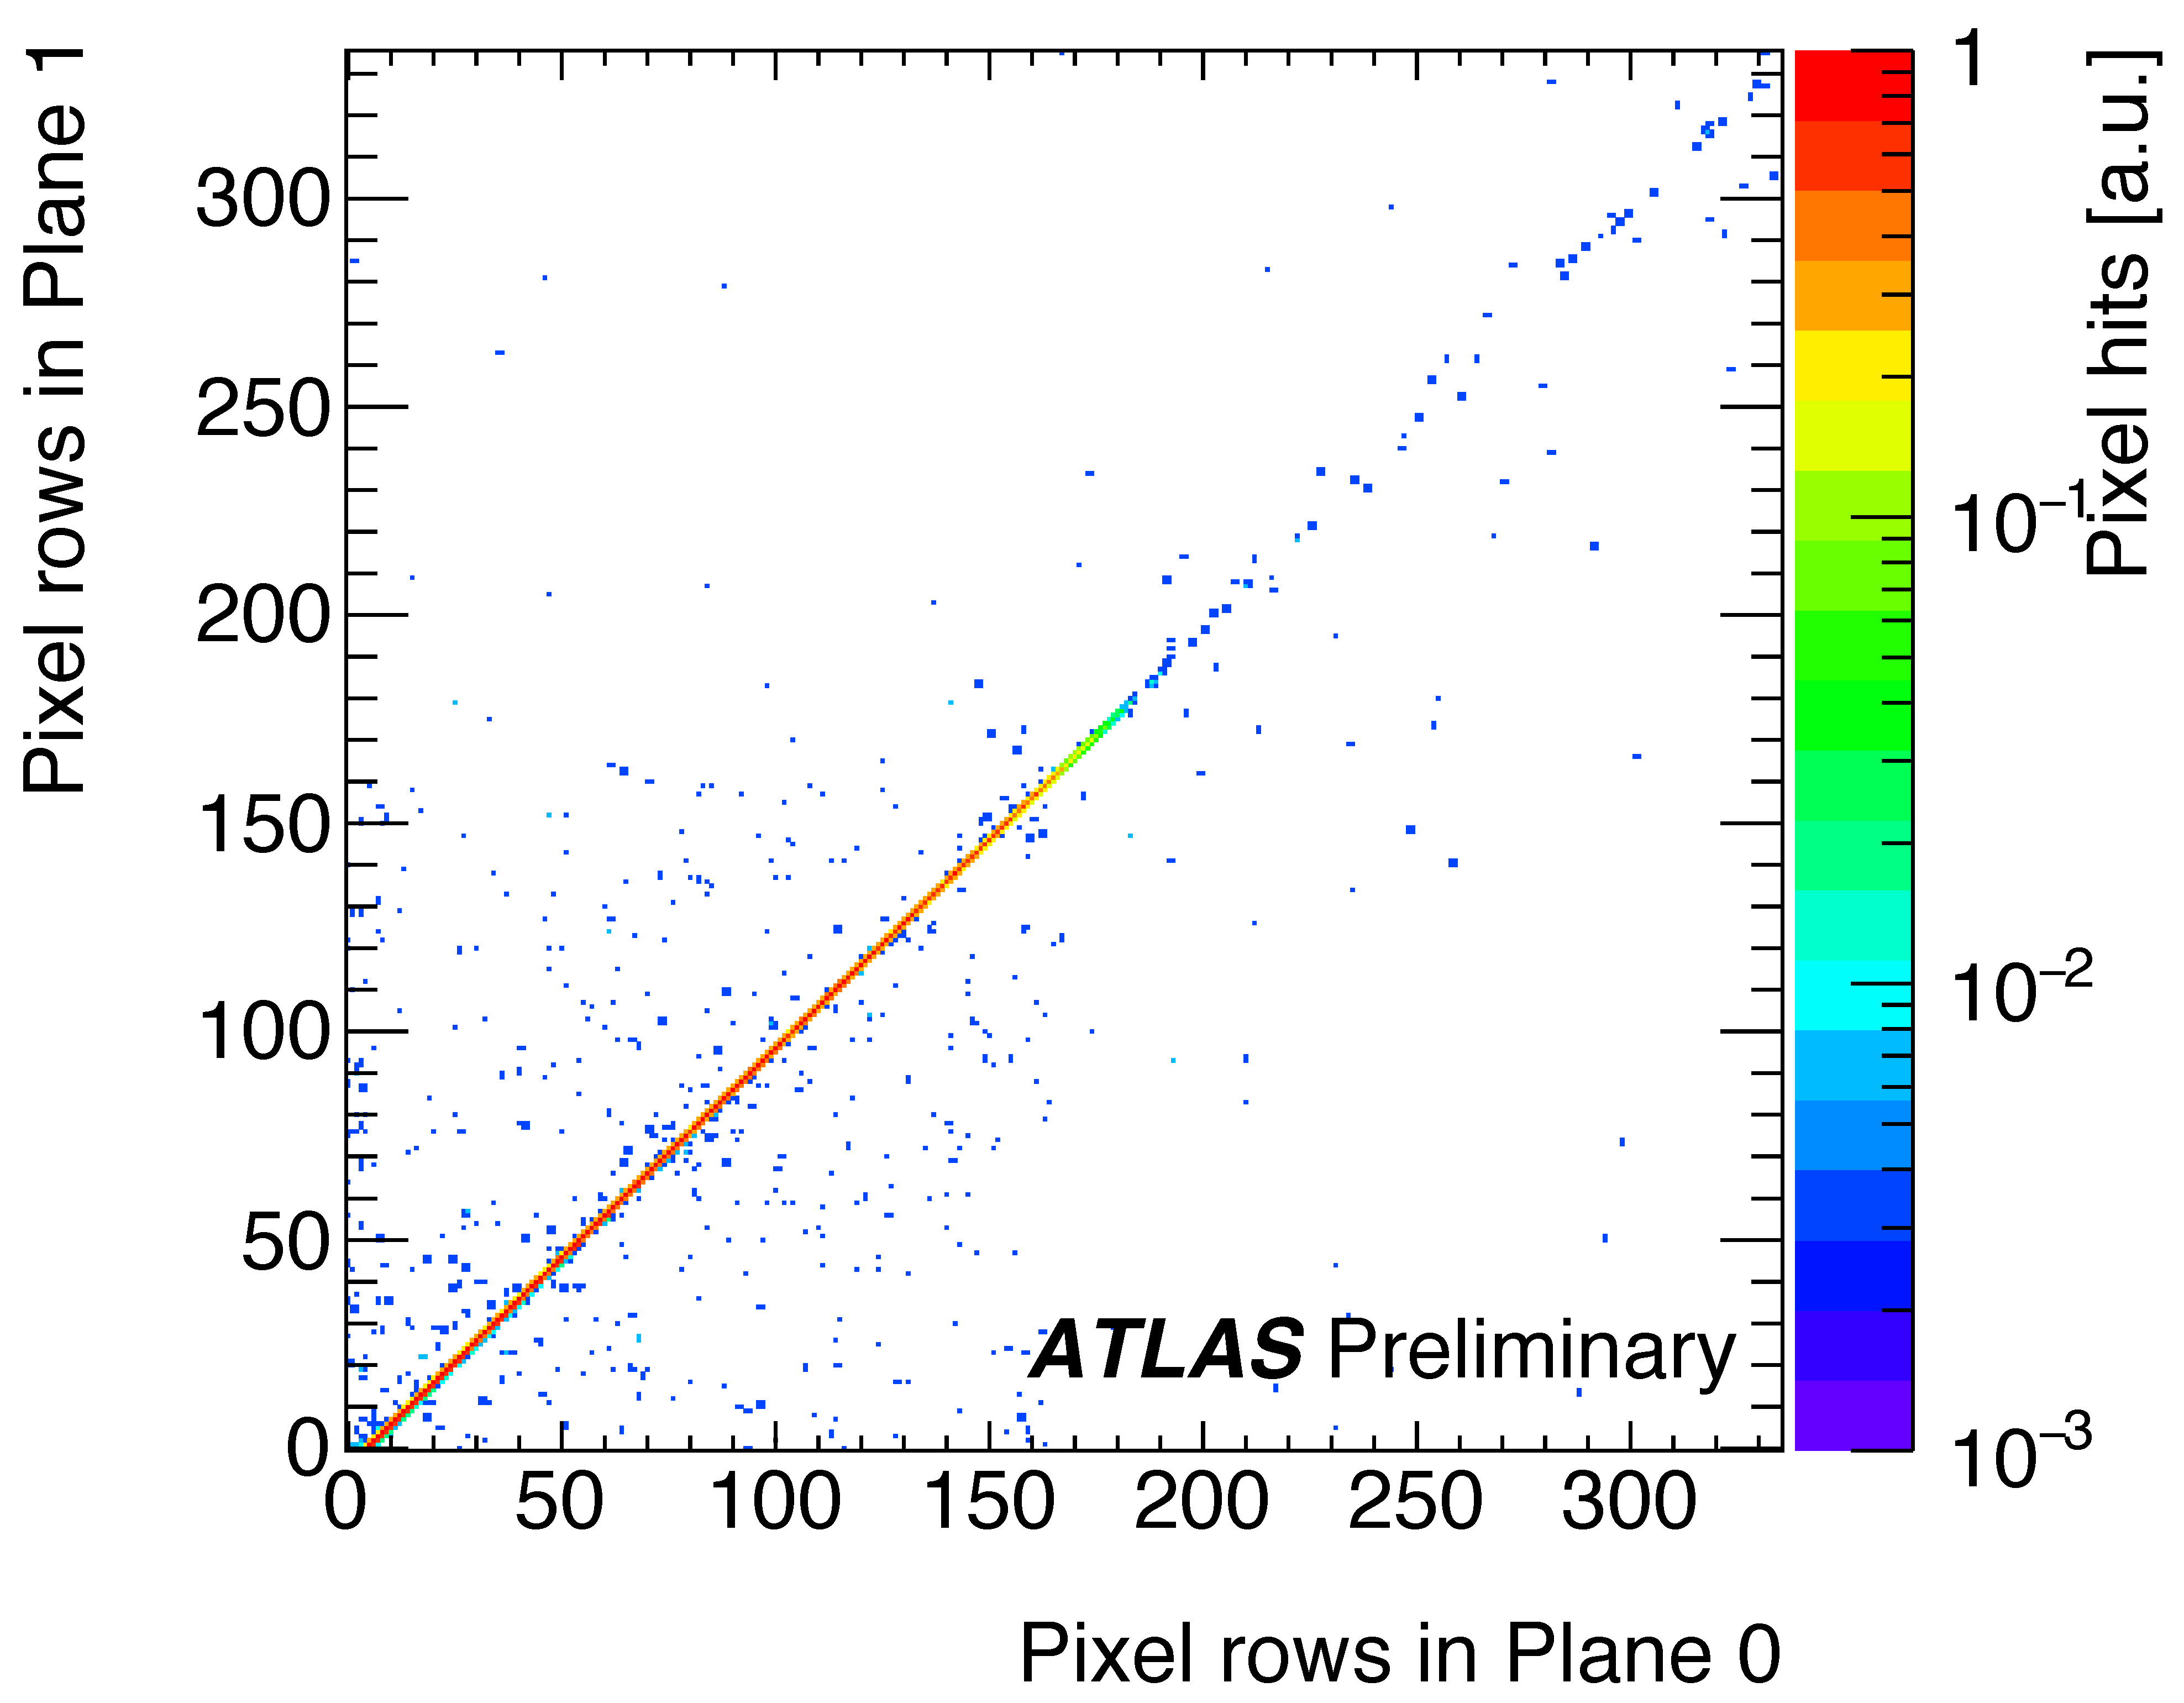 Pixel rows in Plane 1
300
250
200
150
100
50
0
0 50 100 150 200 250 300
Pixel rows in Plane 0
ATLAS Preliminary
1
10−1
10−2
10−3
Pixel hits [a.u.]